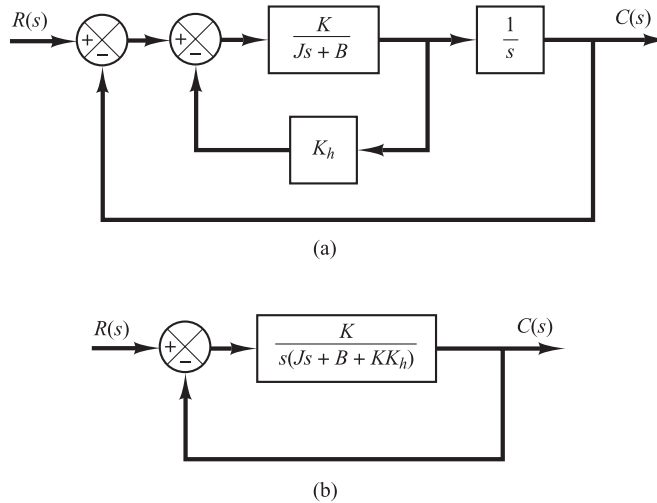 R(s) + − + − K/(Js + B) 1/s C(s)
K_h
(a)
R(s) + − K/(s(Js + B + KK_h)) C(s)
(b)